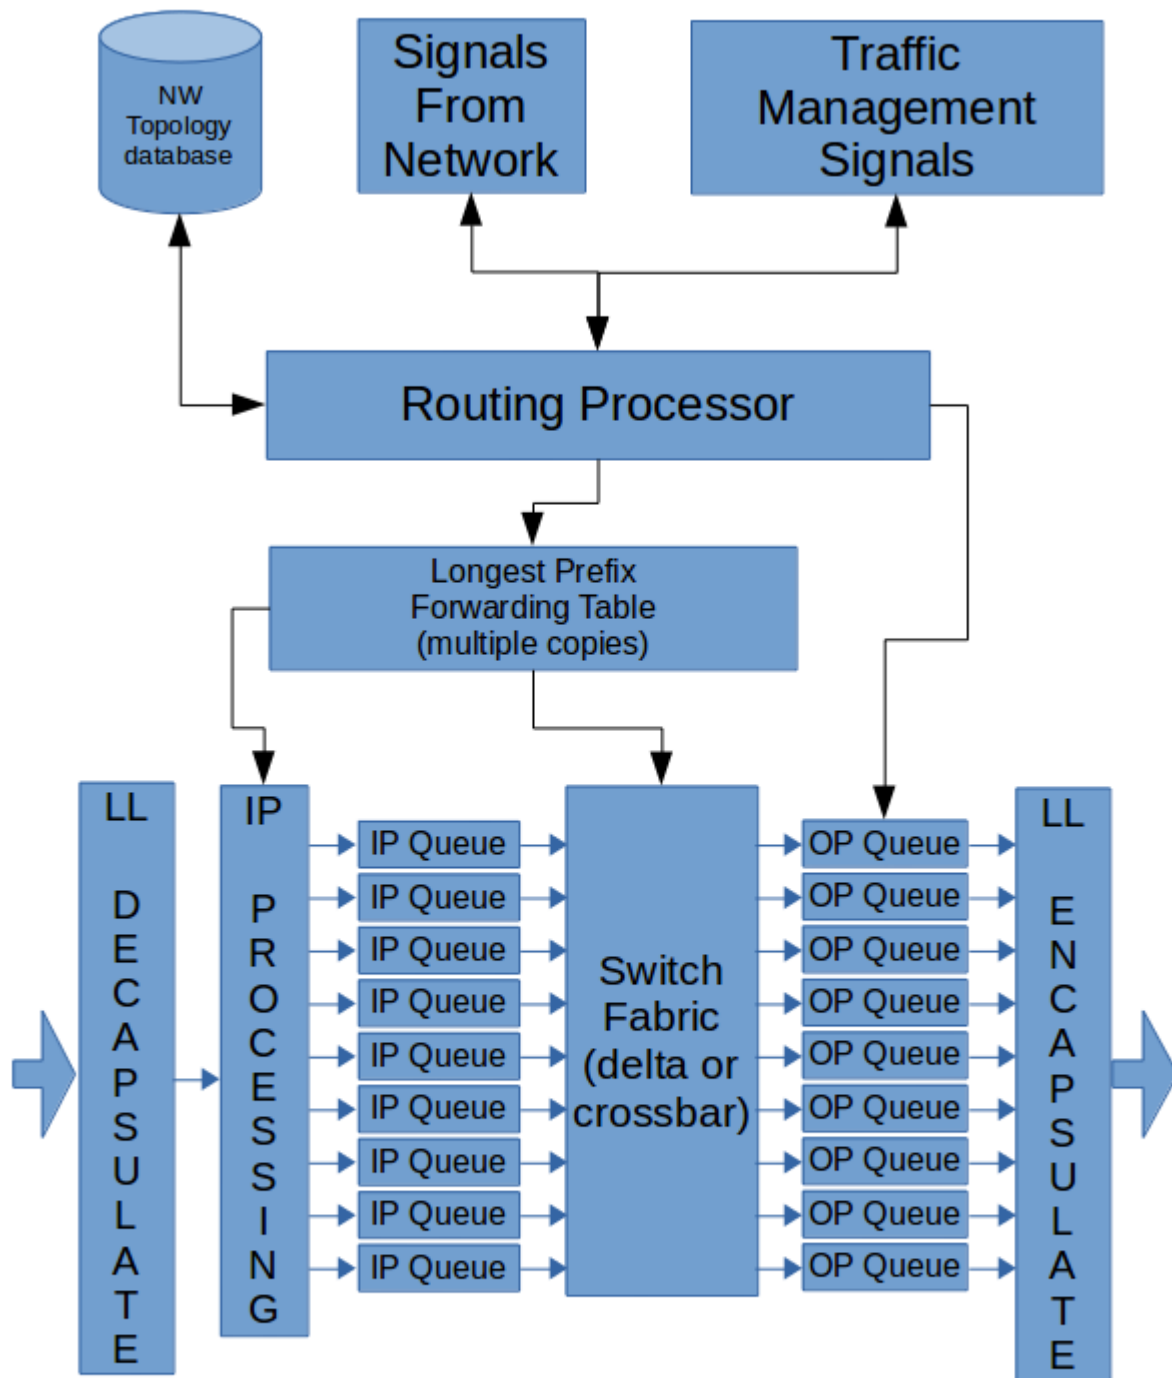 NW
Topology
database
Signals
From
Network
Traffic
Management
Signals
Routing Processor
Longest Prefix
Forwarding Table
(multiple copies)
LL
D
E
C
A
P
S
U
L
A
T
E
IP
P
R
O
C
E
S
S
I
N
G
IP Queue
IP Queue
IP Queue
IP Queue
IP Queue
IP Queue
IP Queue
IP Queue
IP Queue
Switch
Fabric
(delta or
crossbar)
OP Queue
OP Queue
OP Queue
OP Queue
OP Queue
OP Queue
OP Queue
OP Queue
OP Queue
LL
E
N
C
A
P
S
U
L
A
T
E